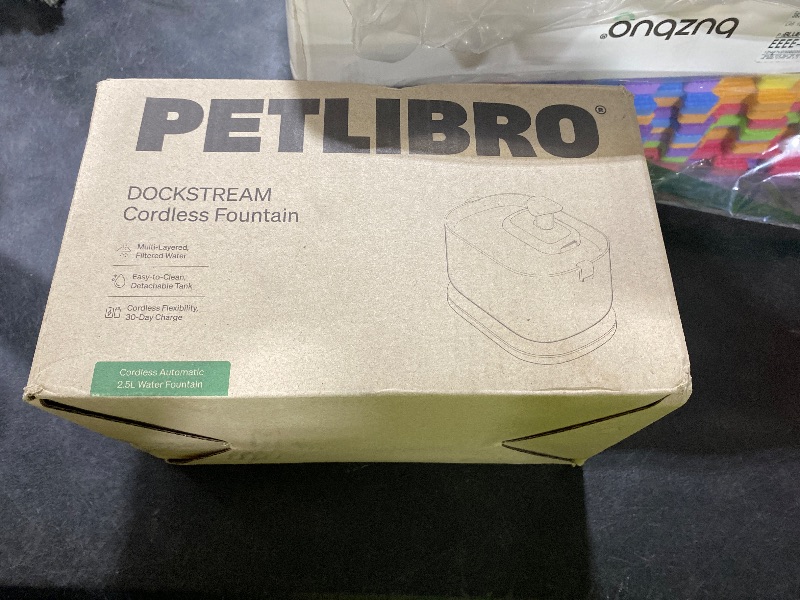 PETLIBRO®
DOCKSTREAM
Cordless Fountain
Multi-Layered,
Filtered Water
Easy-to-Clean,
Detachable Tank
Cordless Flexibility,
30-Day Charge
Cordless Automatic
2.5L Water Fountain
buzbuo®